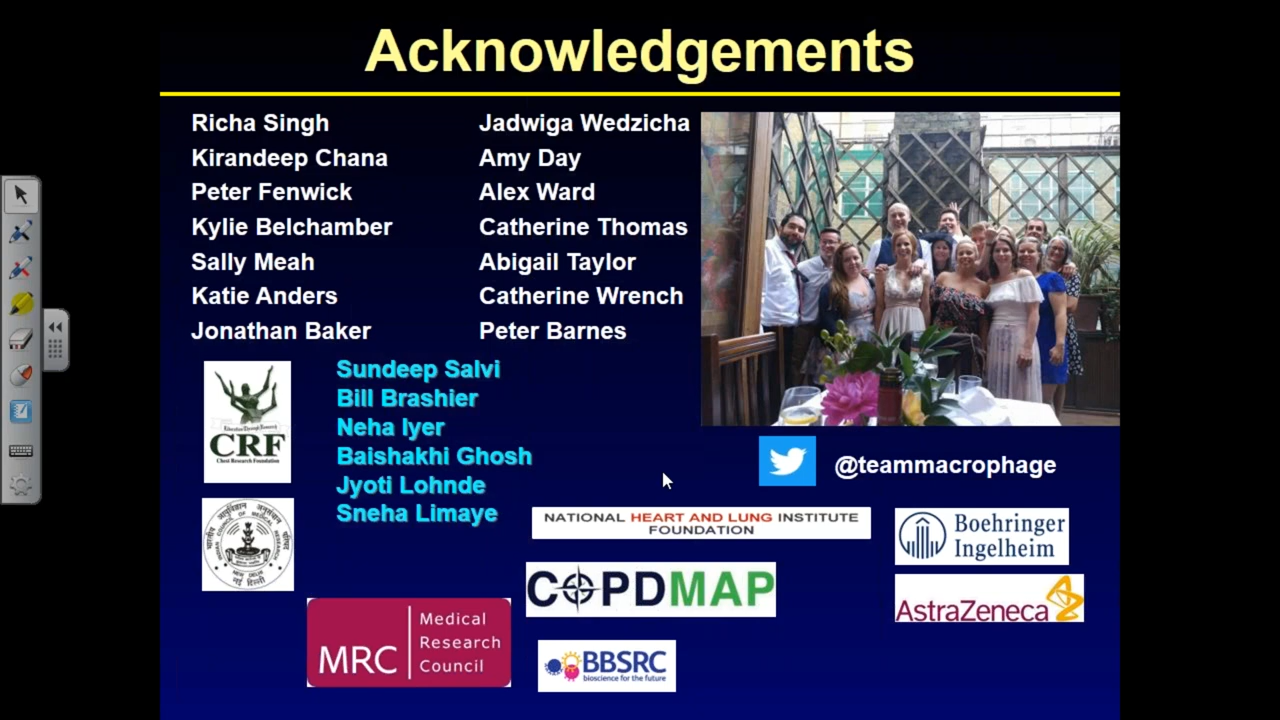 Acknowledgements
Richa Singh
Kirandeep Chana
Peter Fenwick
Kylie Belchamber
Sally Meah
Katie Anders
Jonathan Baker
Jadwiga Wedzicha
Amy Day
Alex Ward
Catherine Thomas
Abigail Taylor
Catherine Wrench
Peter Barnes
Sundeep Salvi
Bill Brashier
Neha Iyer
Baishakhi Ghosh
Jyoti Lohnde
Sneha Limaye
Education Through Research
CRF
Chest Research Foundation
@teammacrophage
NATIONAL HEART AND LUNG INSTITUTE
FOUNDATION
Boehringer
Ingelheim
COPDMAP
AstraZeneca
MRC
Medical
Research
Council
BBSRC
bioscience for the future